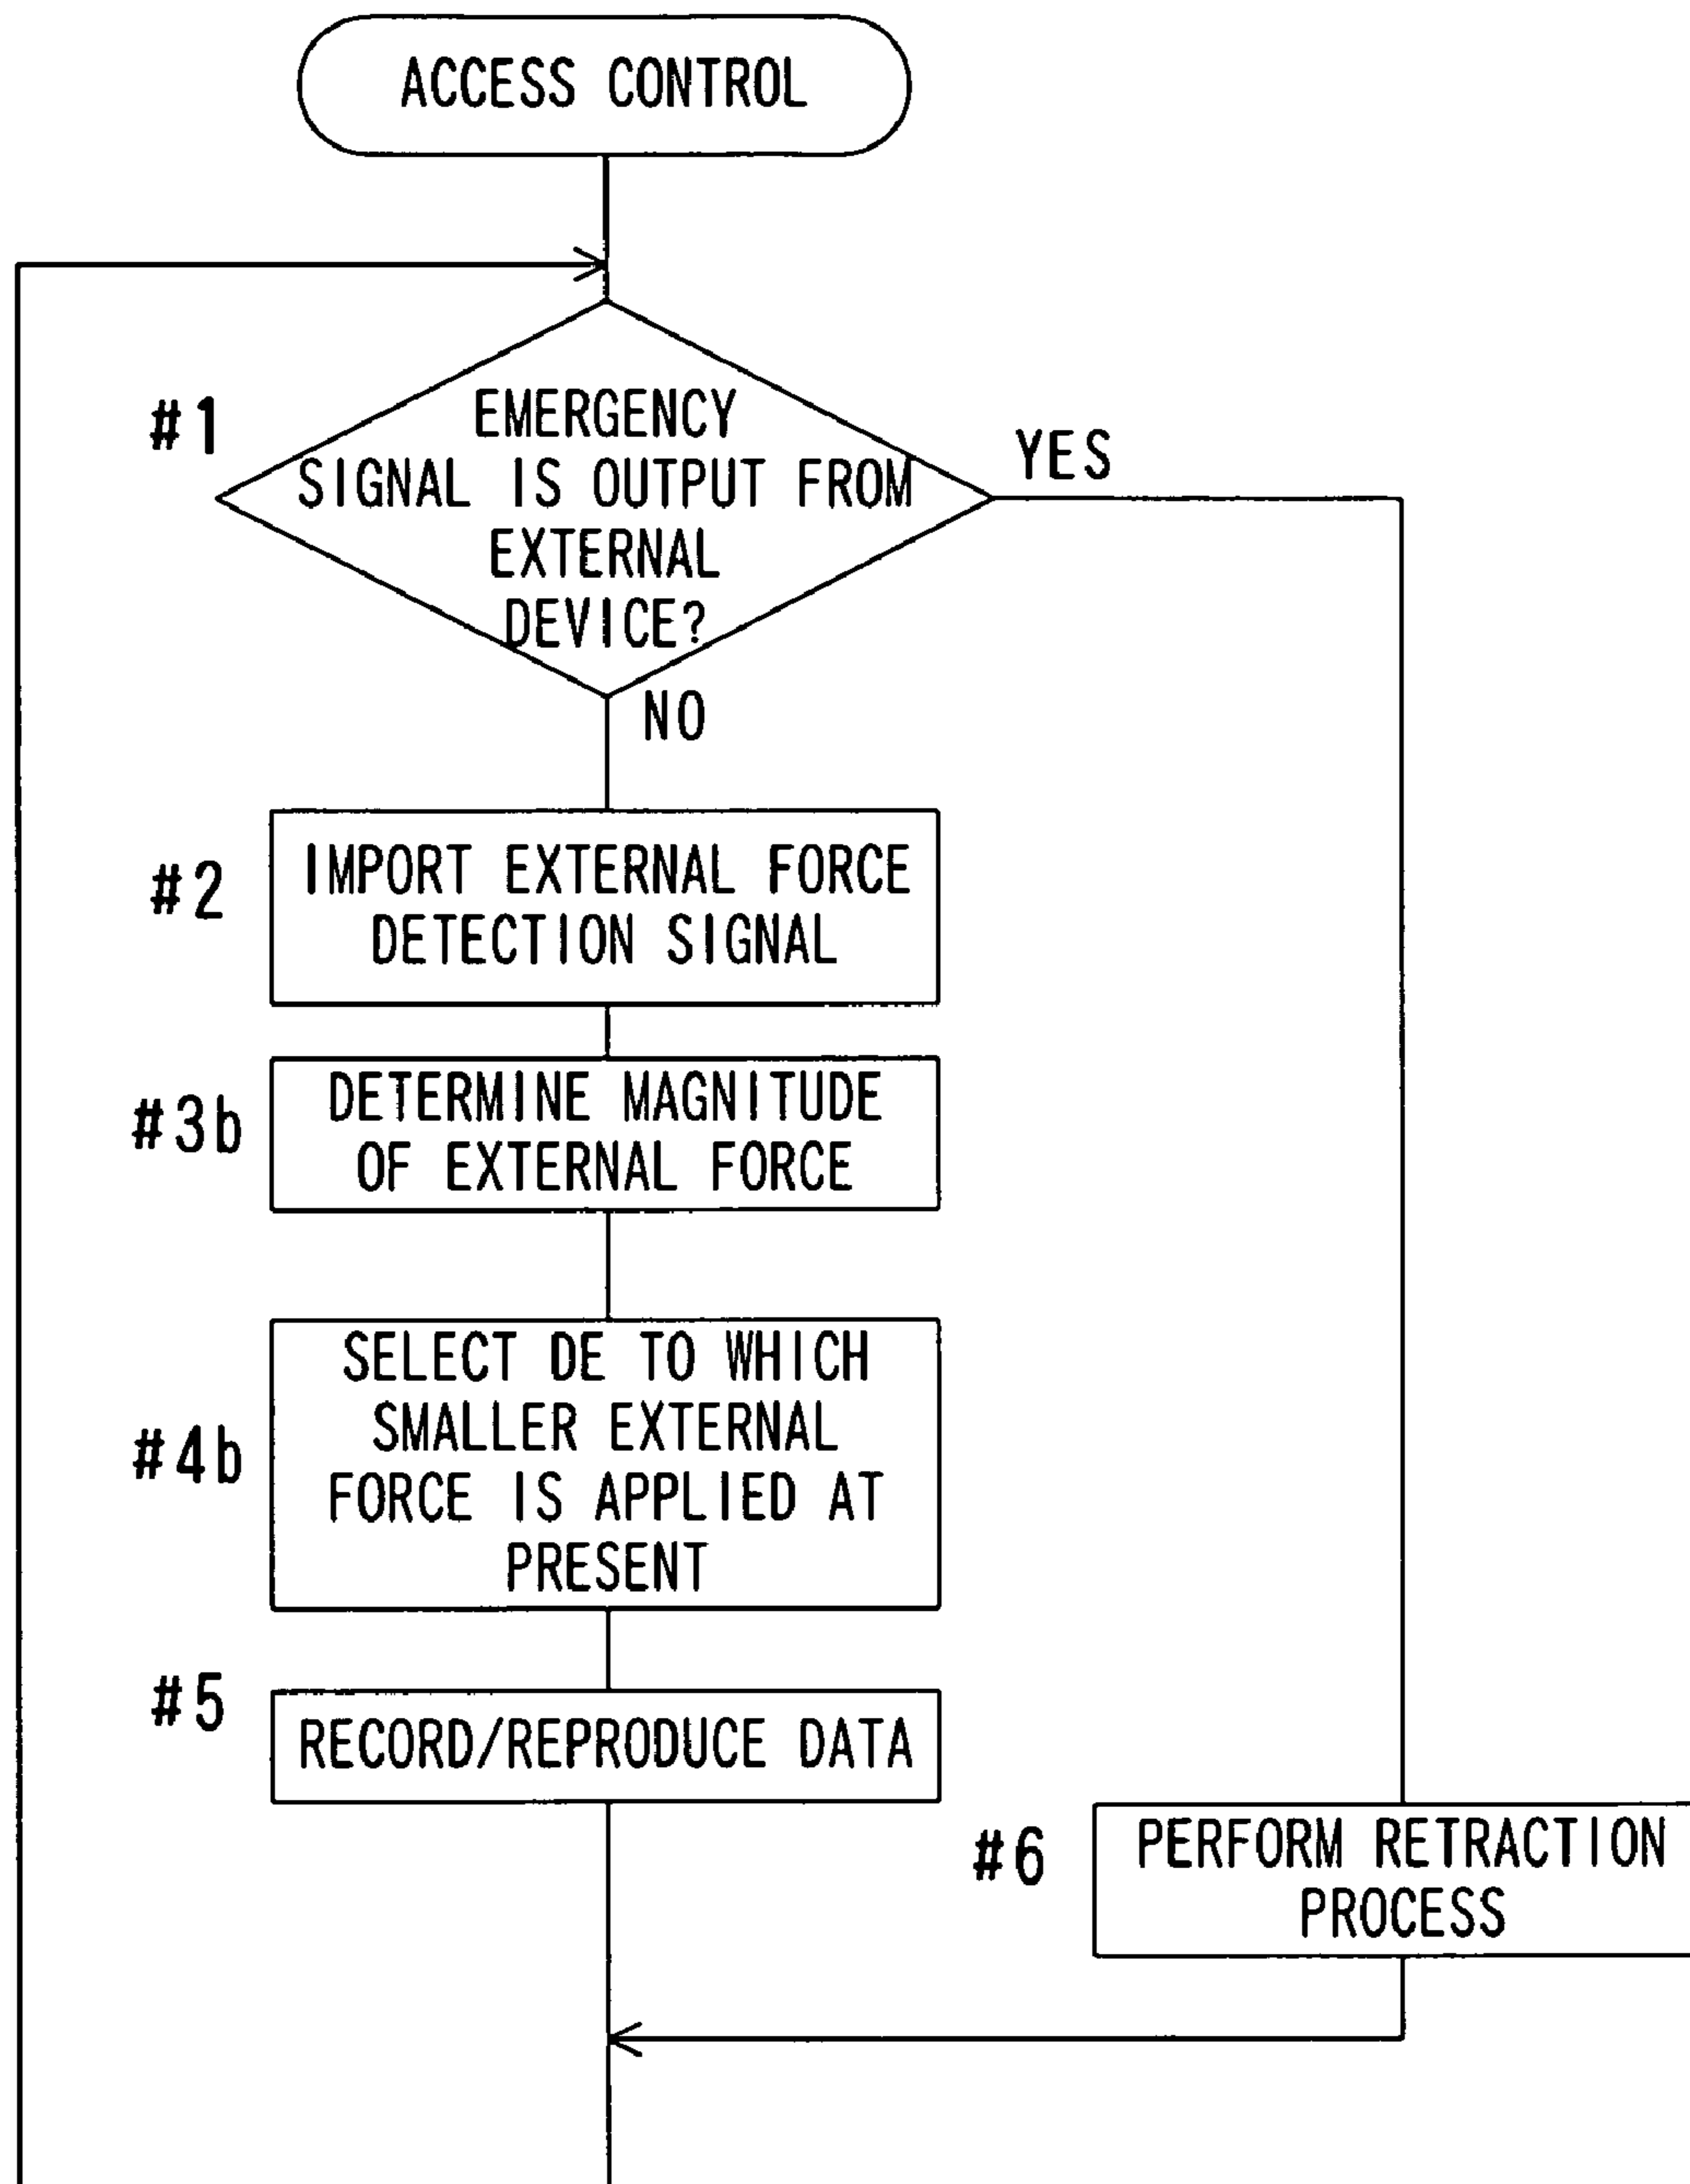 ACCESS CONTROL
#1
EMERGENCY
SIGNAL IS OUTPUT FROM
EXTERNAL
DEVICE?
YES
NO
#2
IMPORT EXTERNAL FORCE
DETECTION SIGNAL
#3b
DETERMINE MAGNITUDE
OF EXTERNAL FORCE
#4b
SELECT DE TO WHICH
SMALLER EXTERNAL
FORCE IS APPLIED AT
PRESENT
#5
RECORD/REPRODUCE DATA
#6
PERFORM RETRACTION
PROCESS